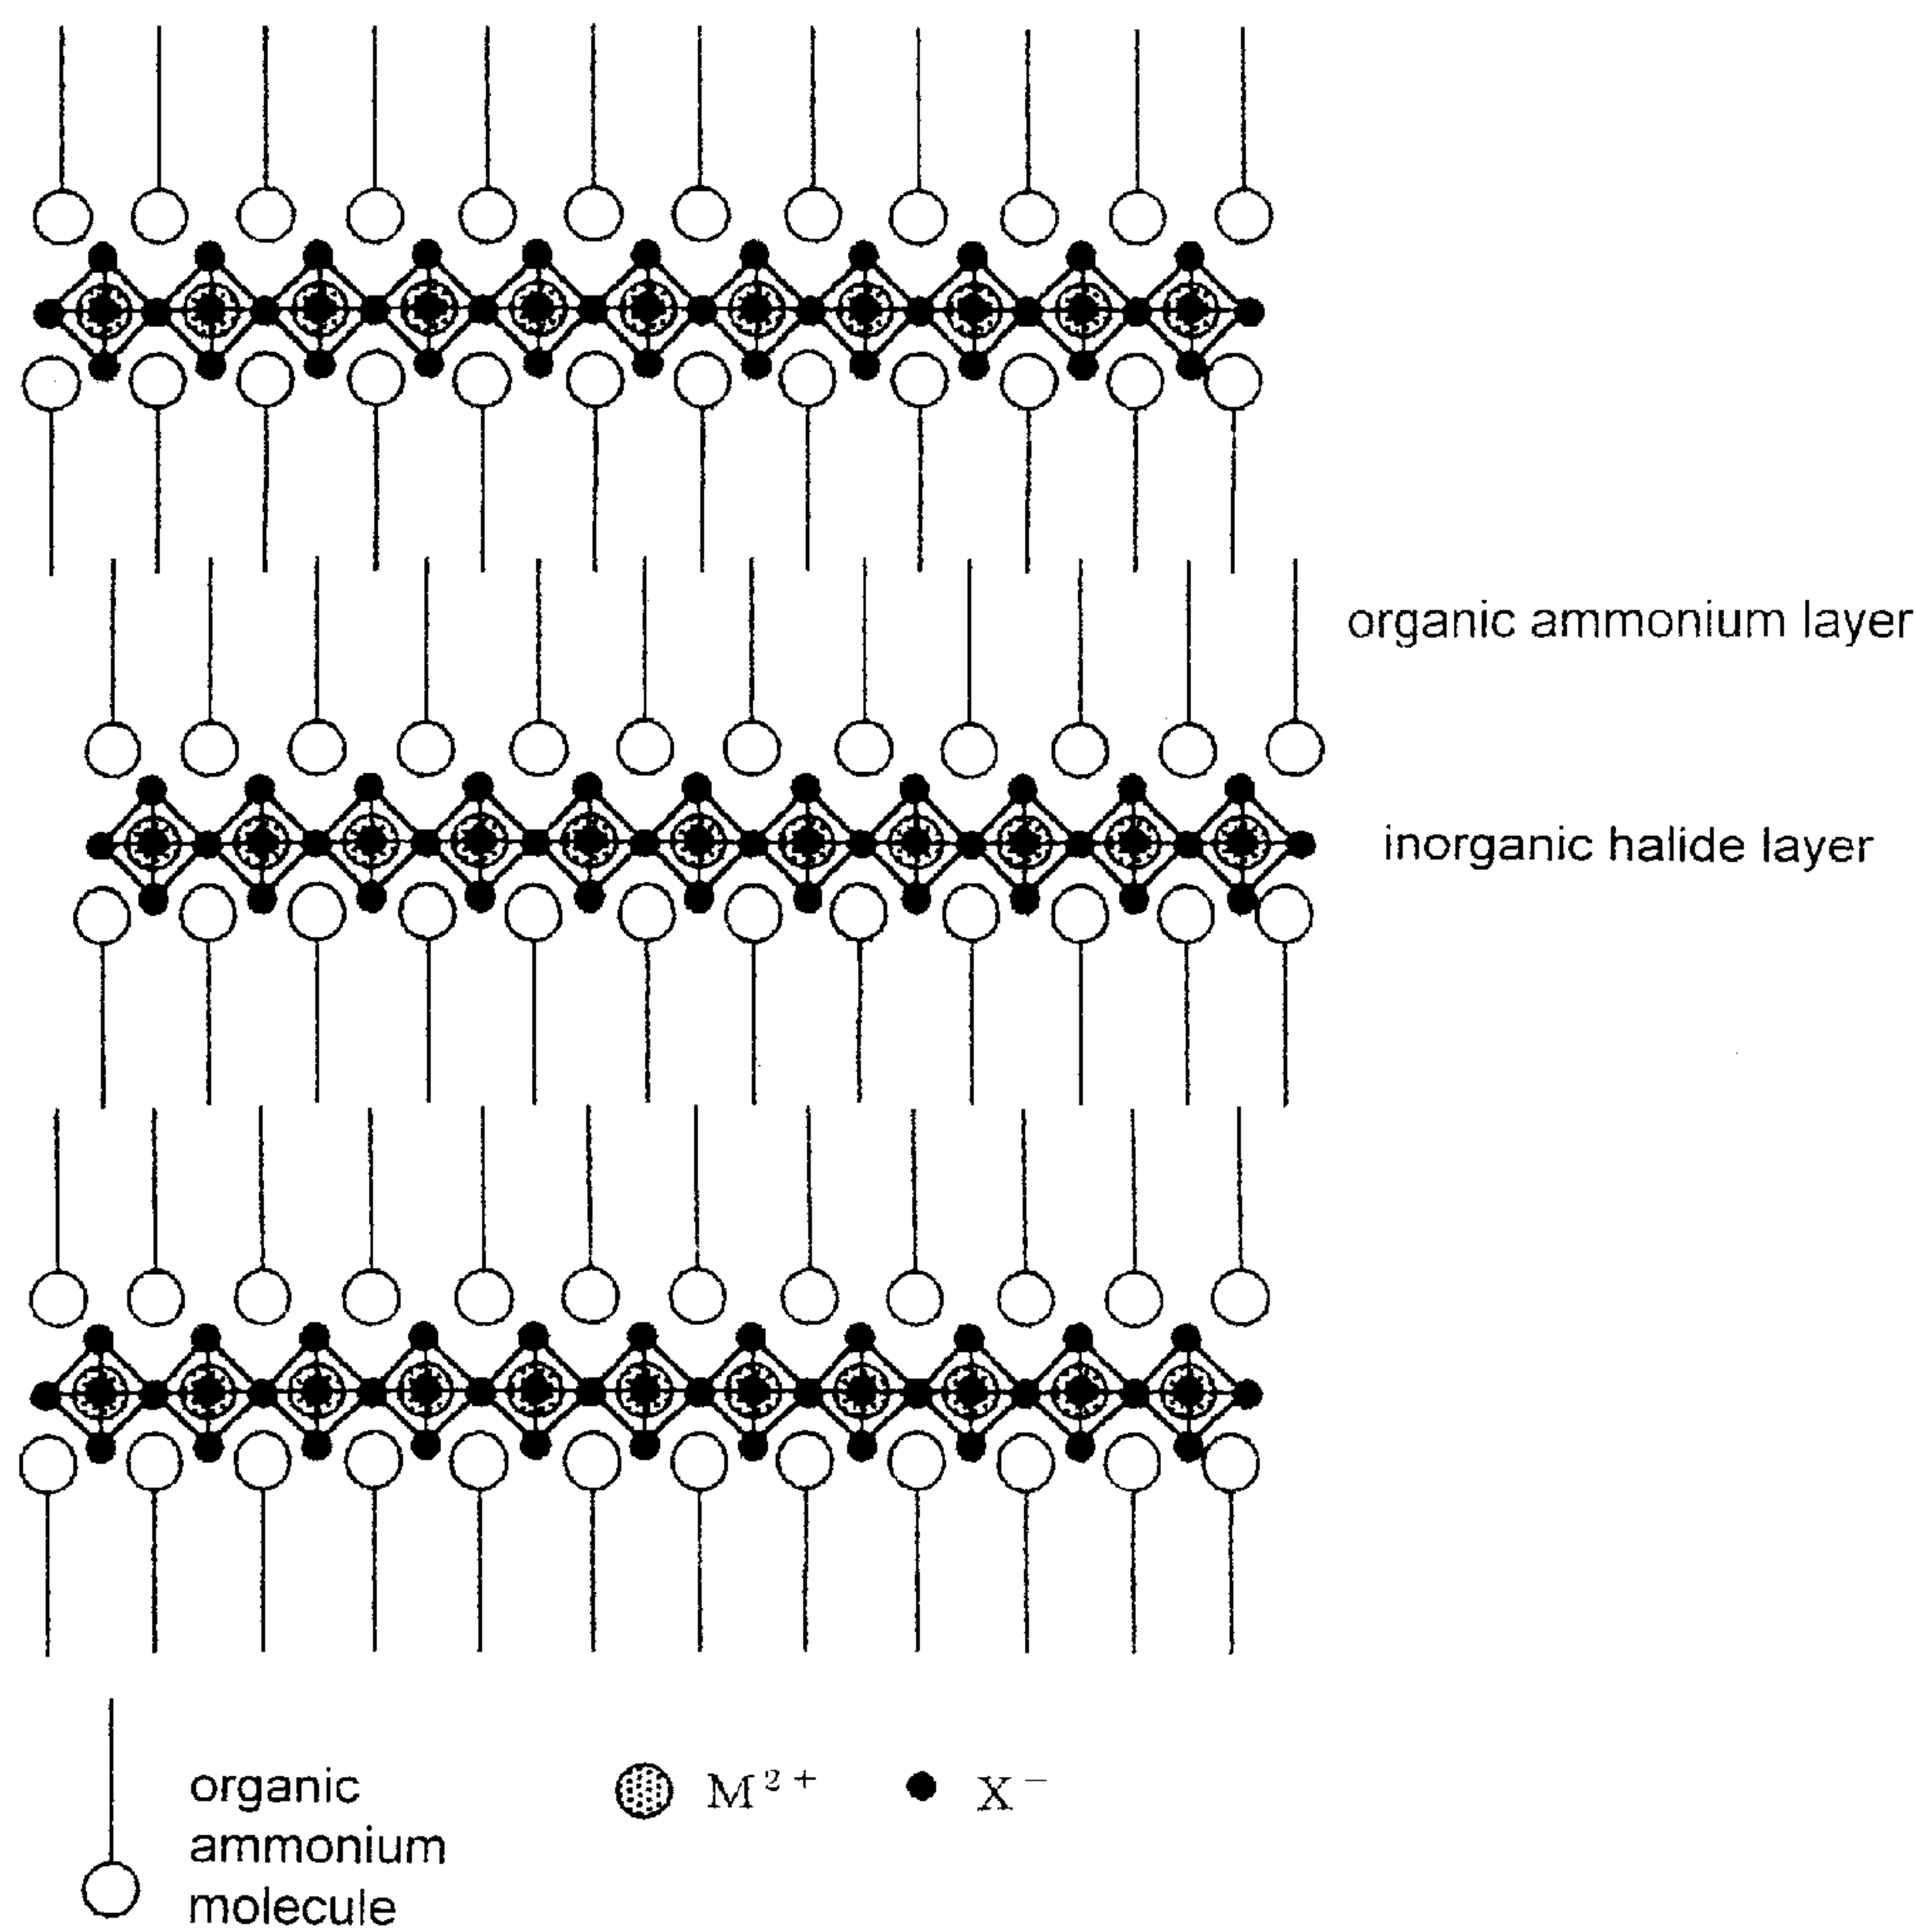 organic ammonium layer
inorganic halide layer
organic
ammonium
molecule
M²⁺
X⁻